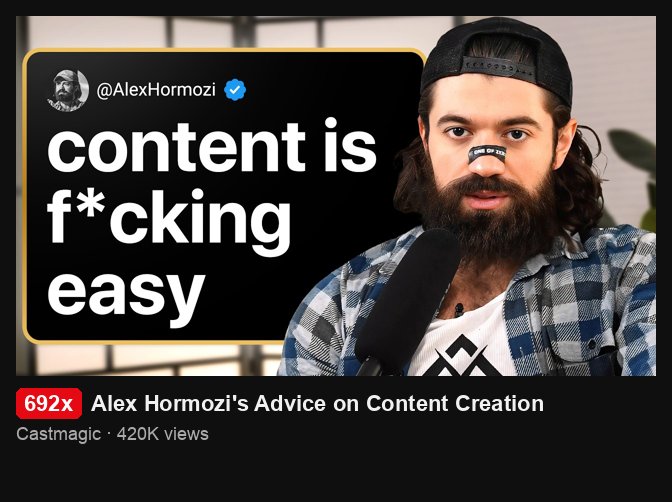 @AlexHormozi
content is
f*cking
easy
692x Alex Hormozi's Advice on Content Creation
Castmagic · 420K views